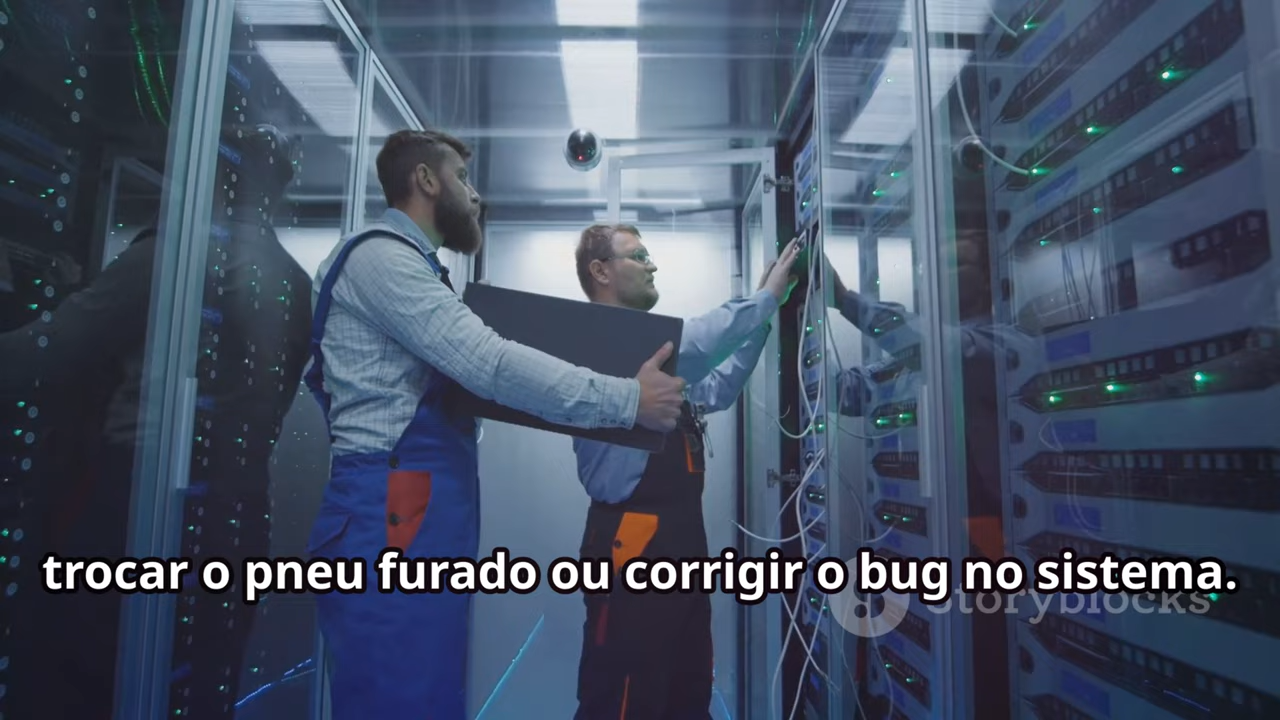 trocar o pneu furado ou corrigir o bug no sistema.
storyblocks